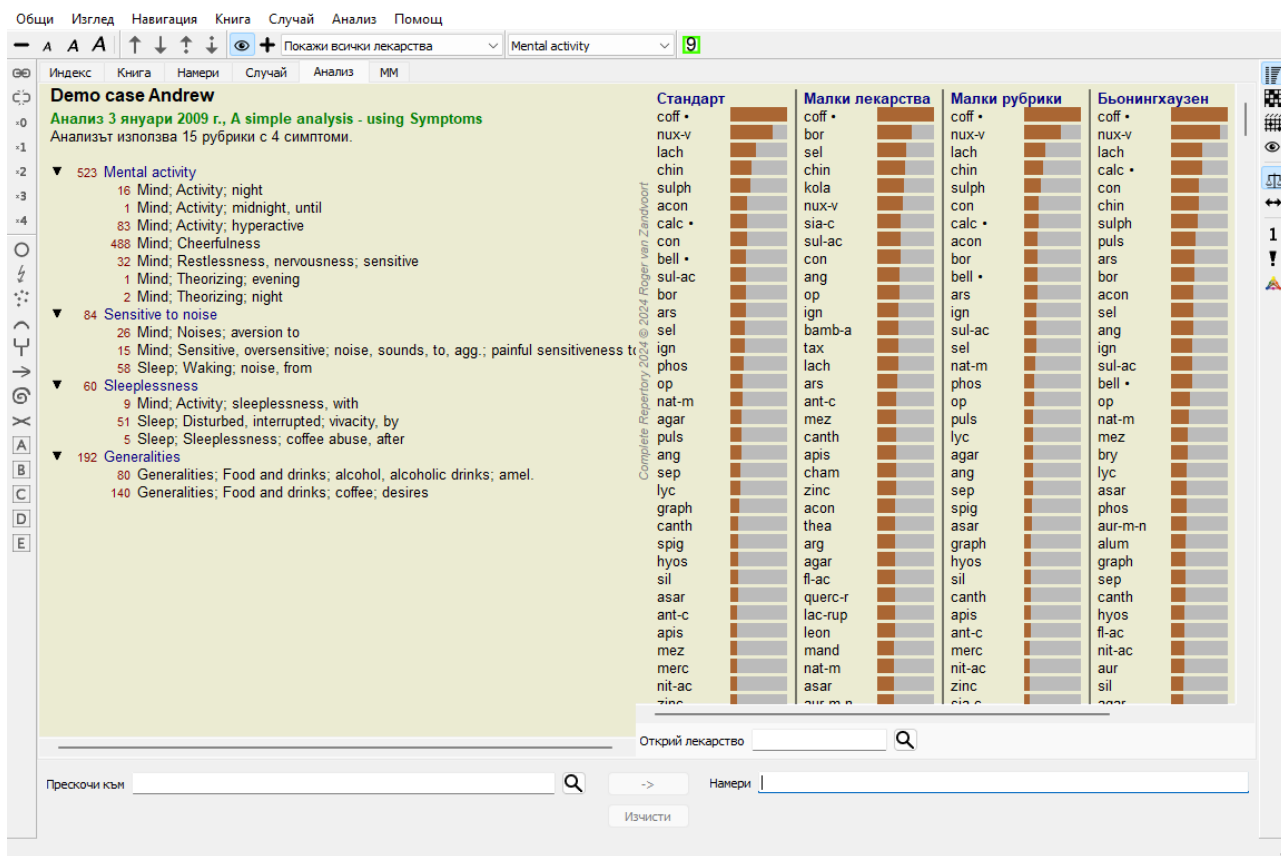 Общи Изглед Навигация Книга Случай Анализ Помощ
A A A Покажи всички лекарства Mental activity 9
Индекс Книга Намери Случай Анализ ММ
×0
×1
×2
×3
×4
A
B
C
D
E
Demo case Andrew
Анализ 3 януари 2009 г., A simple analysis - using Symptoms
Анализът използва 15 рубрики с 4 симптоми.
▼ 523 Mental activity
16 Mind; Activity; night
1 Mind; Activity; midnight, until
83 Mind; Activity; hyperactive
488 Mind; Cheerfulness
32 Mind; Restlessness, nervousness; sensitive
1 Mind; Theorizing; evening
2 Mind; Theorizing; night
▼ 84 Sensitive to noise
26 Mind; Noises; aversion to
15 Mind; Sensitive, oversensitive; noise, sounds, to, agg.; painful sensitiveness to
58 Sleep; Waking; noise, from
▼ 60 Sleeplessness
9 Mind; Activity; sleeplessness, with
51 Sleep; Disturbed, interrupted; vivacity, by
5 Sleep; Sleeplessness; coffee abuse, after
▼ 192 Generalities
80 Generalities; Food and drinks; alcohol, alcoholic drinks; amel.
140 Generalities; Food and drinks; coffee; desires
Complete Repertory 2024 © 2024 Roger van Zandvoort
Стандарт Малки лекарства Малки рубрики Бьонингхаузен
coff • coff • coff • coff •
nux-v bor nux-v nux-v
lach sel lach lach
chin chin chin calc •
sulph kola sulph con
acon nux-v con chin
calc • sia-c calc • sulph
con sul-ac acon puls
bell • con bor ars
sul-ac ang bell • bor
bor op ars acon
ars ign ign sel
sel bamb-a sul-ac ang
ign tax sel ign
phos lach nat-m sul-ac
op ars phos bell •
nat-m ant-c op op
agar mez puls nat-m
puls canth lyc mez
ang apis agar bry
sep cham ang lyc
lyc zinc sep asar
graph acon spig phos
canth thea asar aur-m-n
spig arg graph alum
hyos agar hyos graph
sil fl-ac sil sep
asar querc-r canth canth
ant-c lac-rup apis hyos
apis leon ant-c fl-ac
mez mand merc nit-ac
merc nat-m nit-ac aur
nit-ac asar zinc sil
zinc aur-m-n sia-c agar
Открий лекарство
Прескочи към -> Намери
Изчисти
1
!